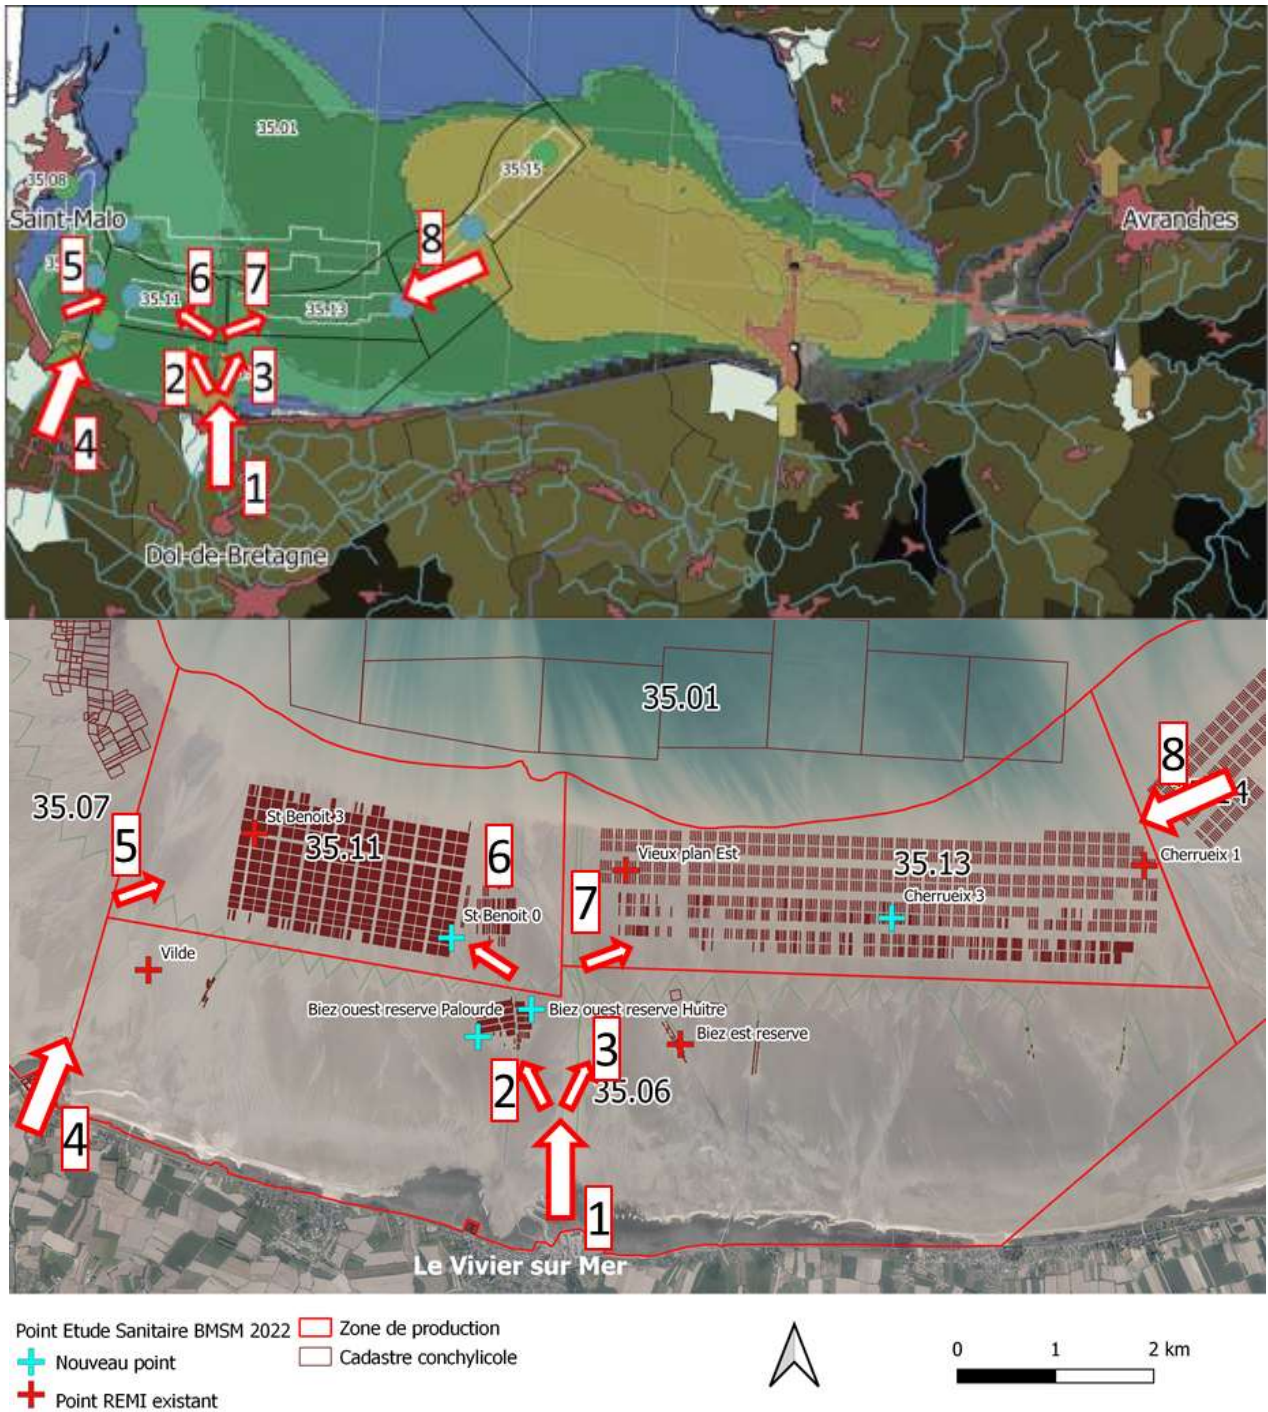 35.01
35.15
35.08
Saint-Malo
Avranches
8
5
6
7
35.11
35.13
2
3
4
1
Dol-de-Bretagne
35.01
8
35.07
St Benoit 3
35.11
5
6
Vieux plan Est
35.13
Cherrueix 1
Cherrueix 3
7
St Benoit 0
Vilde
Biez ouest reserve Palourde
Biez ouest reserve Huître
Biez est reserve
3
2
35.06
4
1
Le Vivier sur Mer
Point Etude Sanitaire BMSM 2022
Zone de production
Nouveau point
Cadastre conchylicole
Point REMI existant
0 1 2 km